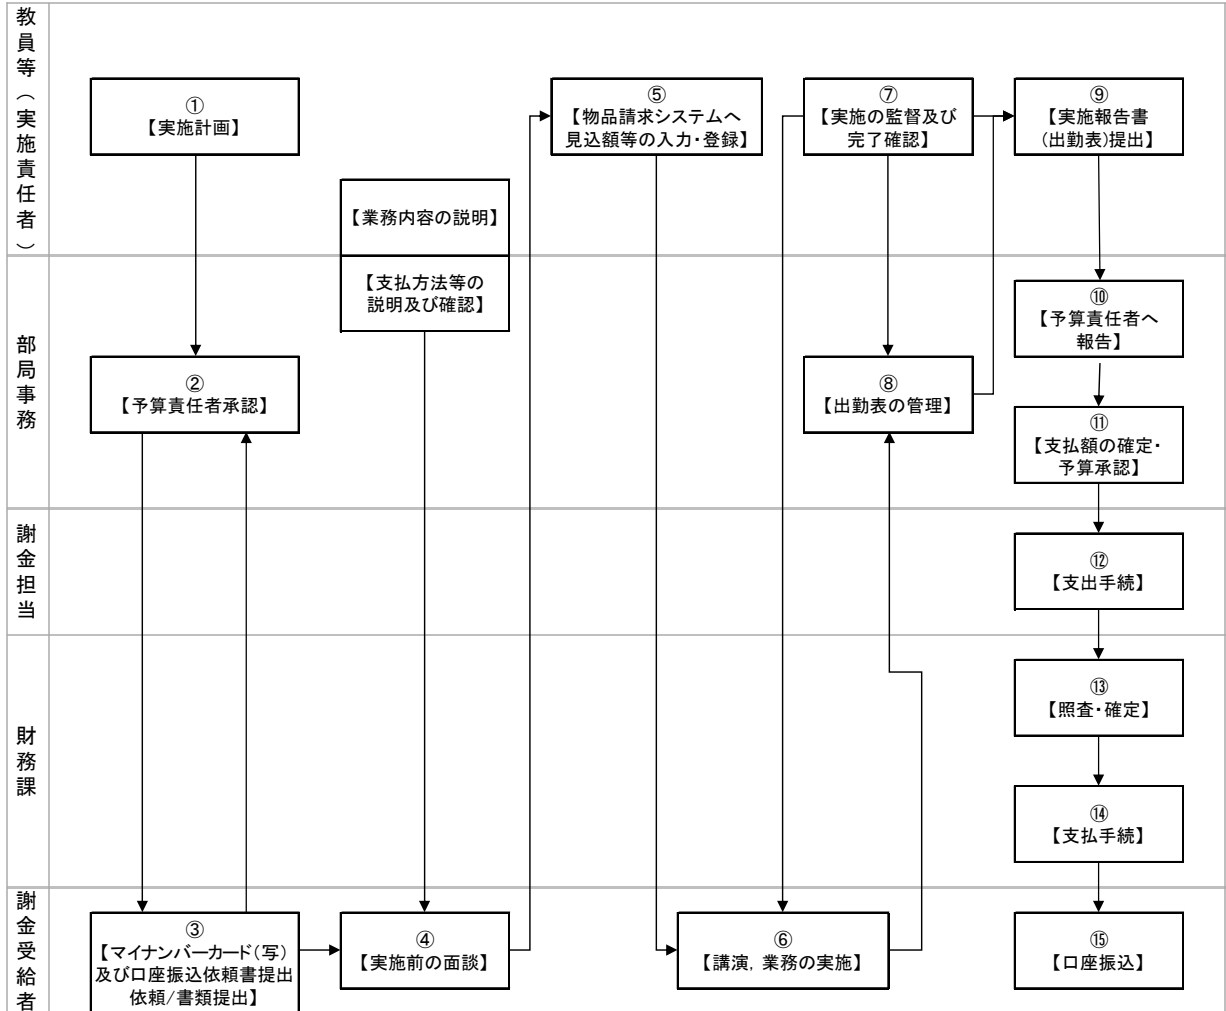 教員等（実施責任者）
①
【実施計画】
⑤
【物品請求システムへ
見込額等の入力・登録】
⑦
【実施の監督及び
完了確認】
⑨
【実施報告書
(出勤表)提出】
【業務内容の説明】
部局事務
【支払方法等の
説明及び確認】
②
【予算責任者承認】
⑧
【出勤表の管理】
⑩
【予算責任者へ
報告】
⑪
【支払額の確定・
予算承認】
謝金担当
⑫
【支出手続】
財務課
⑬
【照査・確定】
⑭
【支払手続】
謝金受給者
③
【マイナンバーカード（写）
及び口座振込依頼書提出
依頼/書類提出】
④
【実施前の面談】
⑥
【講演，業務の実施】
⑮
【口座振込】